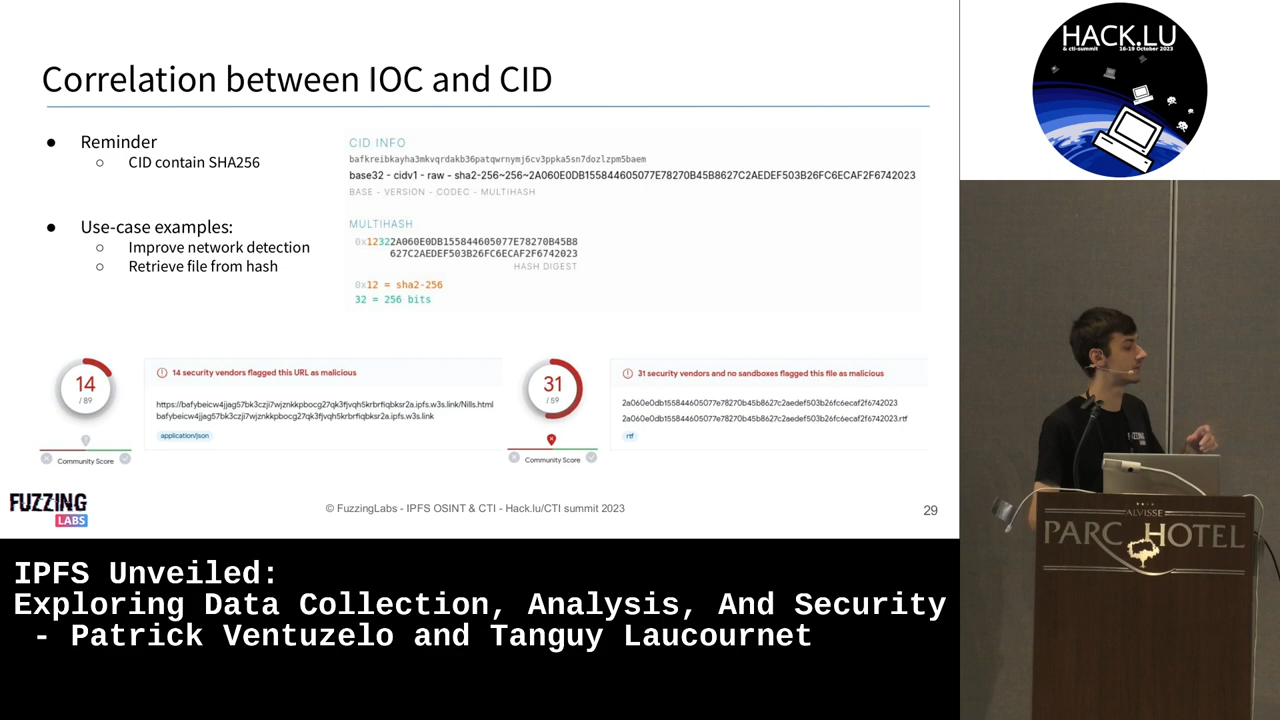 Correlation between IOC and CID
● Reminder
○ CID contain SHA256
● Use-case examples:
○ Improve network detection
○ Retrieve file from hash
CID INFO
bafkreibkayha3mkvqrdakb36patqwrnymj6cv3ppka5sn7dozlzpm5baem
base32 - cidv1 - raw - sha2-256~256~2A060E0DB155844605077E78270B45B8627C2AEDEF503B26FC6ECAF2F6742023
BASE - VERSION - CODEC - MULTIHASH
MULTIHASH
0x12322A060E0DB155844605077E78270B45B8
627C2AEDEF503B26FC6ECAF2F6742023
HASH DIGEST
0x12 = sha2-256
32 = 256 bits
14
/ 89
Community Score
14 security vendors flagged this URL as malicious
https://bafybeicw4jjag57bk3czji7wjznkkpbocg27qk3fjvqh5krbrfiqbksr2a.ipfs.w3s.link/Nills.html
bafybeicw4jjag57bk3czji7wjznkkpbocg27qk3fjvqh5krbrfiqbksr2a.ipfs.w3s.link
application/json
31
/ 59
Community Score
31 security vendors and no sandboxes flagged this file as malicious
2a060e0db155844605077e78270b45b8627c2aedef503b26fc6ecaf2f6742023
2a060e0db155844605077e78270b45b8627c2aedef503b26fc6ecaf2f6742023.rtf
rtf
FUZZING
LABS
© FuzzingLabs - IPFS OSINT & CTI - Hack.lu/CTI summit 2023
29
HACK.LU
& cti-summit 16-19 October 2023
FUZZING
LABS
ALVISSE
PARC HOTEL
IPFS Unveiled:
Exploring Data Collection, Analysis, And Security
- Patrick Ventuzelo and Tanguy Laucournet